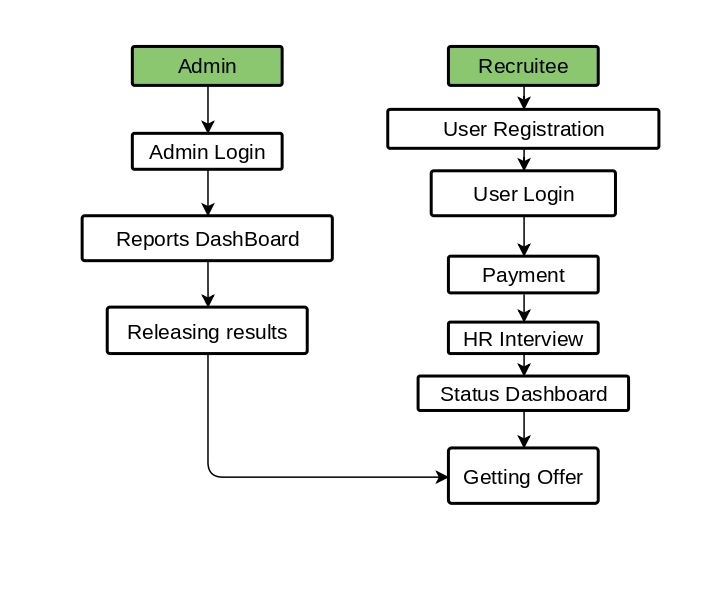 Admin
Admin Login
Reports DashBoard
Releasing results
Recruitee
User Registration
User Login
Payment
HR Interview
Status Dashboard
Getting Offer